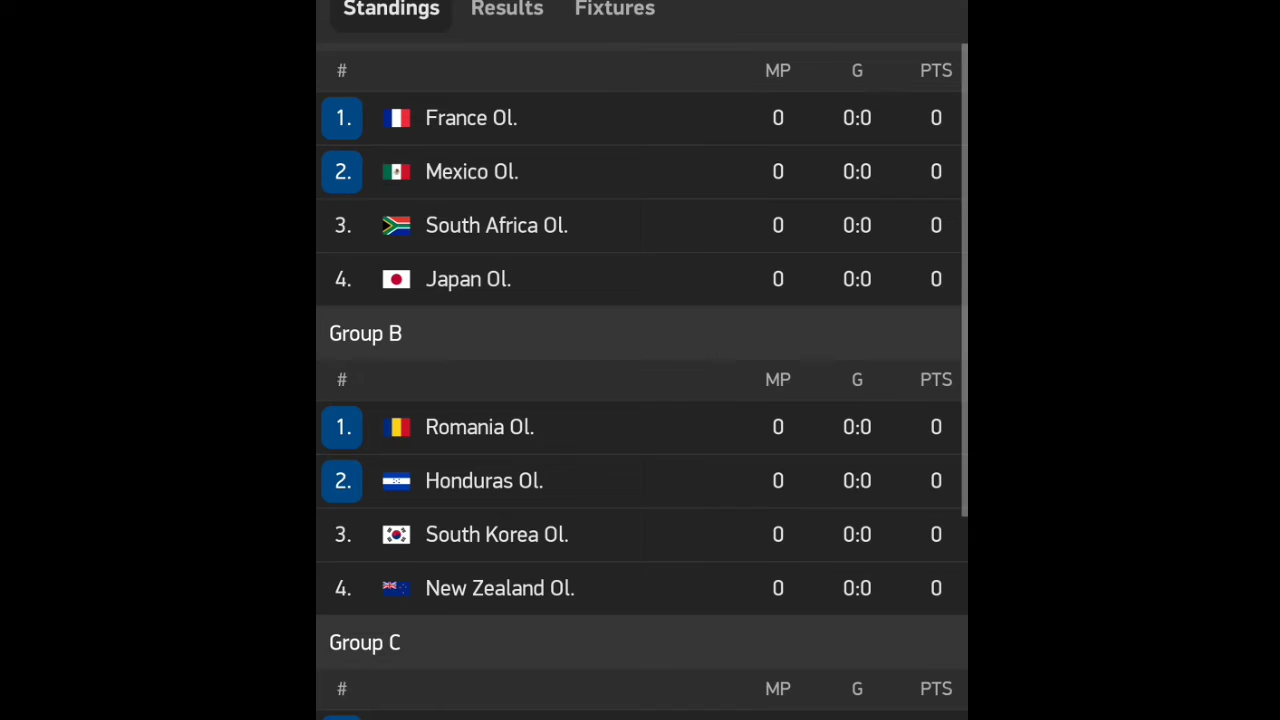 Standings Results Fixtures
# MP G PTS
1. France Ol. 0 0:0 0
2. Mexico Ol. 0 0:0 0
3. South Africa Ol. 0 0:0 0
4. Japan Ol. 0 0:0 0
Group B
# MP G PTS
1. Romania Ol. 0 0:0 0
2. Honduras Ol. 0 0:0 0
3. South Korea Ol. 0 0:0 0
4. New Zealand Ol. 0 0:0 0
Group C
# MP G PTS